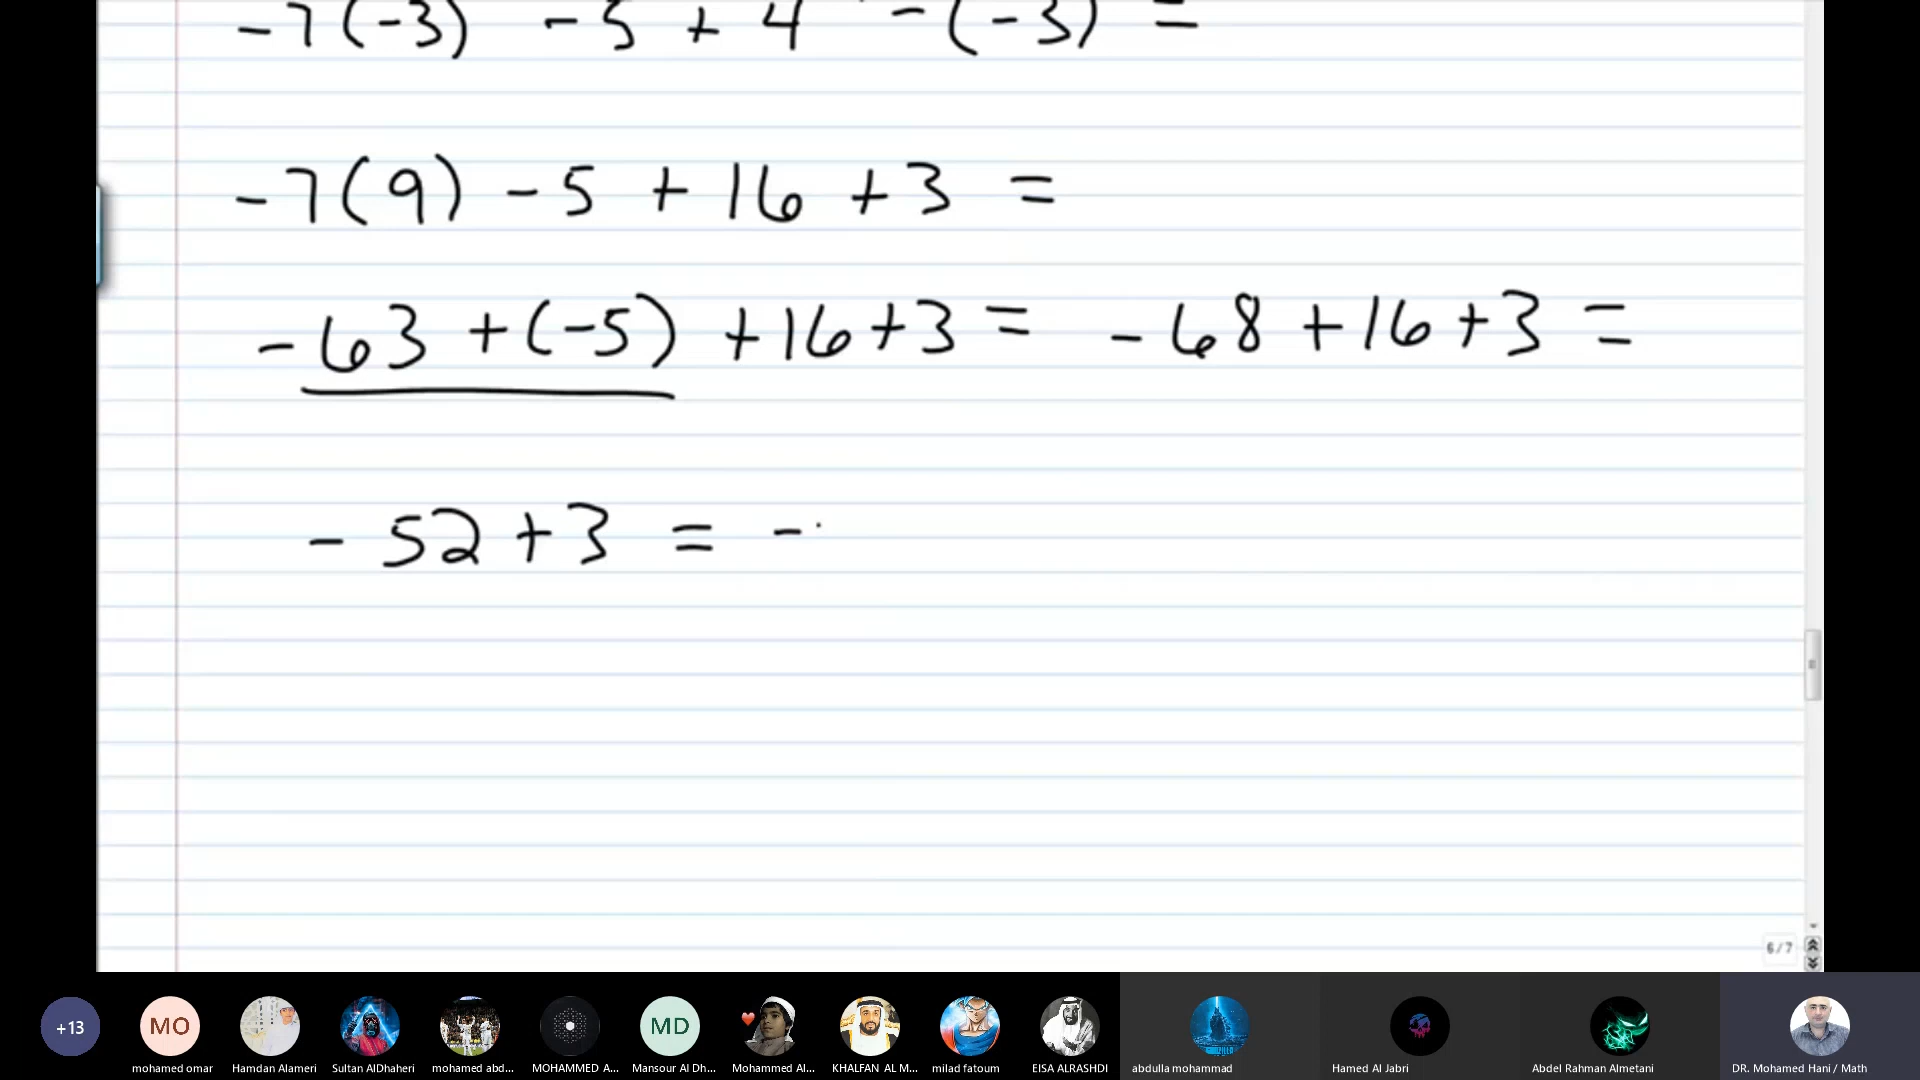 -7(-3) -5 + 4 -(-3) =
-7(9) -5 + 16 +3 =
-63 +(-5) +16+3 = -68 +16+3 =
-52+3 = -
6/7
+13
MO
MD
mohamed omar
Hamdan Alameri
Sultan AlDhaheri
mohamed abd...
MOHAMMED A...
Mansour Al Dh...
Mohammed Al...
KHALFAN AL M...
milad fatoum
EISA ALRASHDI
abdulla mohammad
Hamed Al Jabri
Abdel Rahman Almetani
DR. Mohamed Hani / Math